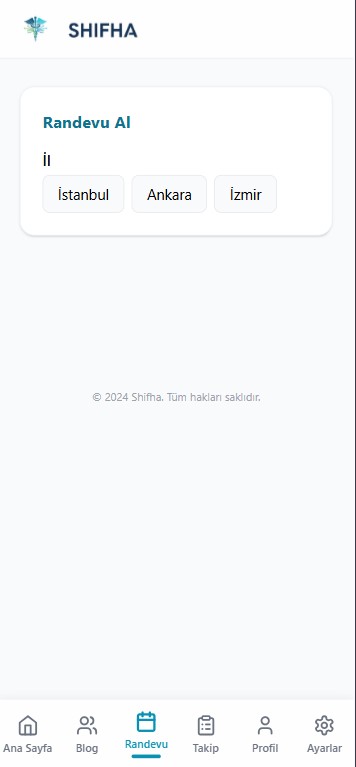 SHIFHA
Randevu Al
İl
İstanbul
Ankara
İzmir
© 2024 Shifha. Tüm hakları saklıdır.
Ana Sayfa
Blog
Randevu
Takip
Profil
Ayarlar